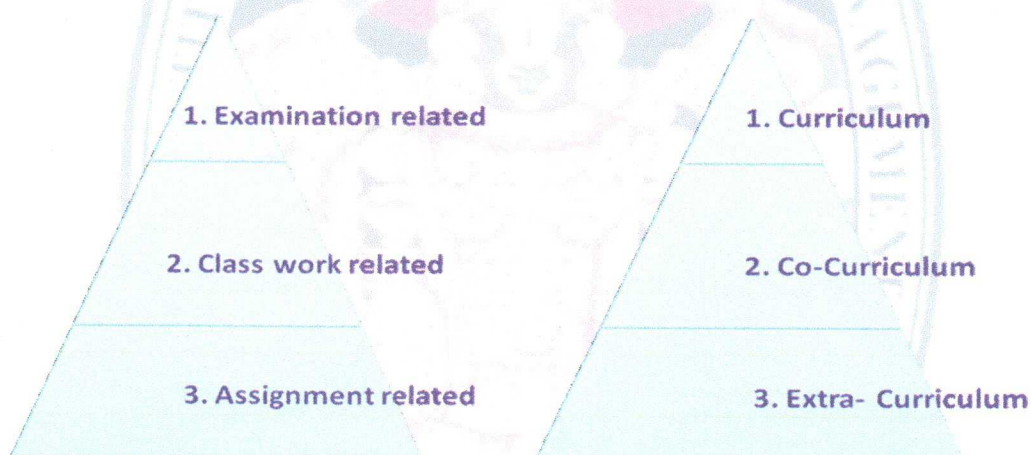 1. Examination related
2. Class work related
3. Assignment related
1. Curriculum
2. Co-Curriculum
3. Extra- Curriculum